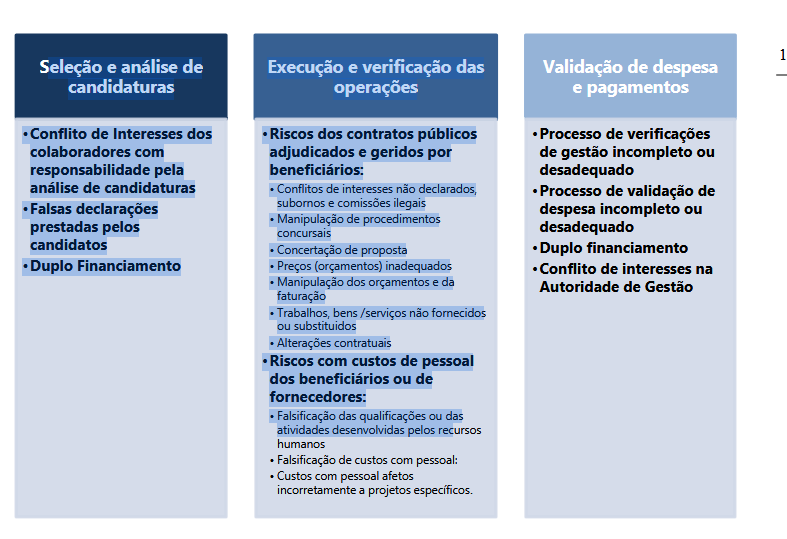 Seleção e análise de
candidaturas
•Conflito de Interesses dos
colaboradores com
responsabilidade pela
análise de candidaturas
•Falsas declarações
prestadas pelos
candidatos
•Duplo Financiamento
Execução e verificação das
operações
•Riscos dos contratos públicos
adjudicados e geridos por
beneficiários:
• Conflitos de interesses não declarados,
subornos e comissões ilegais
• Manipulação de procedimentos
concursais
• Concertação de proposta
• Preços (orçamentos) inadequados
• Manipulação dos orçamentos e da
faturação
• Trabalhos, bens /serviços não fornecidos
ou substituidos
• Alterações contratuais
•Riscos com custos de pessoal
dos beneficiários ou de
fornecedores:
• Falsificação das qualificações ou das
atividades desenvolvidas pelos recursos
humanos
• Falsificação de custos com pessoal:
• Custos com pessoal afetos
incorretamente a projetos específicos.
Validação de despesa
e pagamentos
•Processo de verificações
de gestão incompleto ou
desadequado
•Processo de validação de
despesa incompleto ou
desadequado
•Duplo financiamento
•Conflito de interesses na
Autoridade de Gestão
1